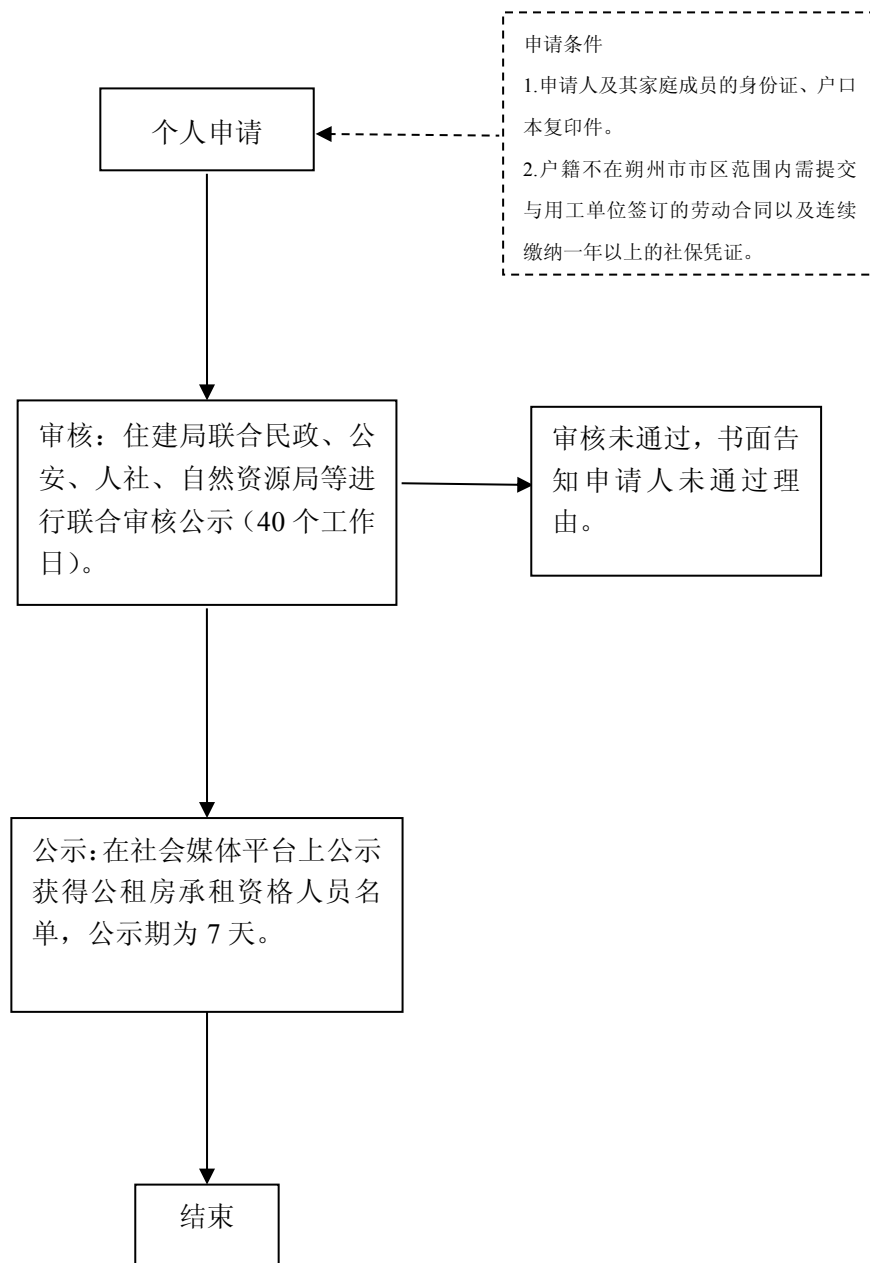 申请条件
1.申请人及其家庭成员的身份证、户口
本复印件。
2.户籍不在朔州市市区范围内需提交
与用工单位签订的劳动合同以及连续
缴纳一年以上的社保凭证。
个人申请
审核：住建局联合民政、公
安、人社、自然资源局等进
行联合审核公示（40 个工作
日）。
审核未通过，书面告
知申请人未通过理
由。
公示：在社会媒体平台上公示
获得公租房承租资格人员名
单，公示期为 7 天。
结束